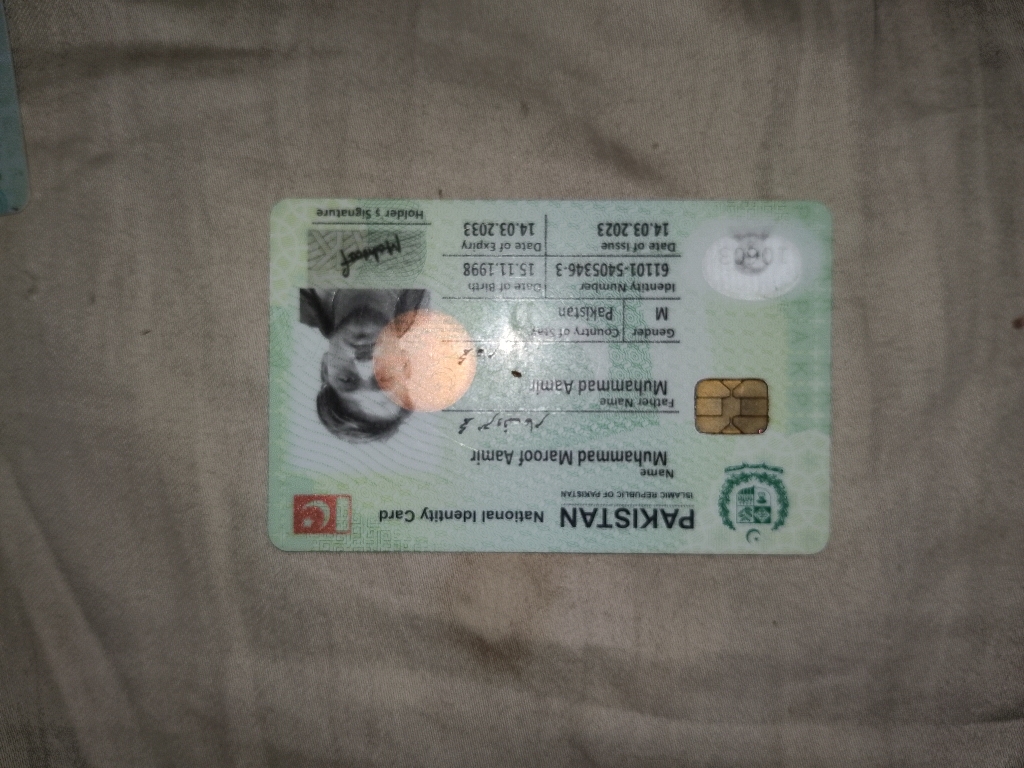 PAKISTAN National Identity Card
ISLAMIC REPUBLIC OF PAKISTAN
Name
Muhammad Maroof Aamir
Father Name
Muhammad Aamir
Gender Country of Stay
M Pakistan
Identity Number Date of Birth
61101-5405346-3 15.11.1998
Date of Issue Date of Expiry
14.03.2023 14.03.2033
Holder's Signature